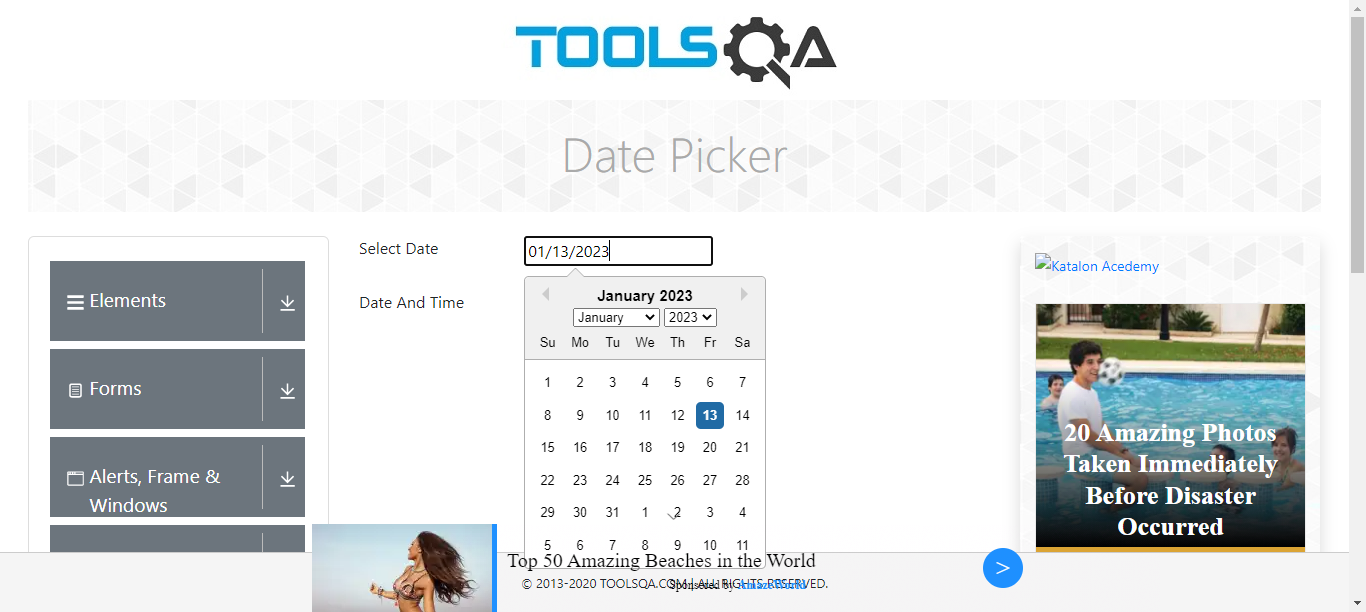 TOOLSQA
Date Picker
Select Date
01/13/2023
Date And Time
January 2023
January 2023
Su Mo Tu We Th Fr Sa
1 2 3 4 5 6 7
8 9 10 11 12 13 14
15 16 17 18 19 20 21
22 23 24 25 26 27 28
29 30 31 1 2 3 4
5 6 7 8 9 10 11
Elements
Forms
Alerts, Frame &
Windows
Katalon Acedemy
20 Amazing Photos
Taken Immediately
Before Disaster
Occurred
Top 50 Amazing Beaches in the World
>
© 2013-2020 TOOLSQA.COM | ALL RIGHTS RESERVED.
Sponsored by